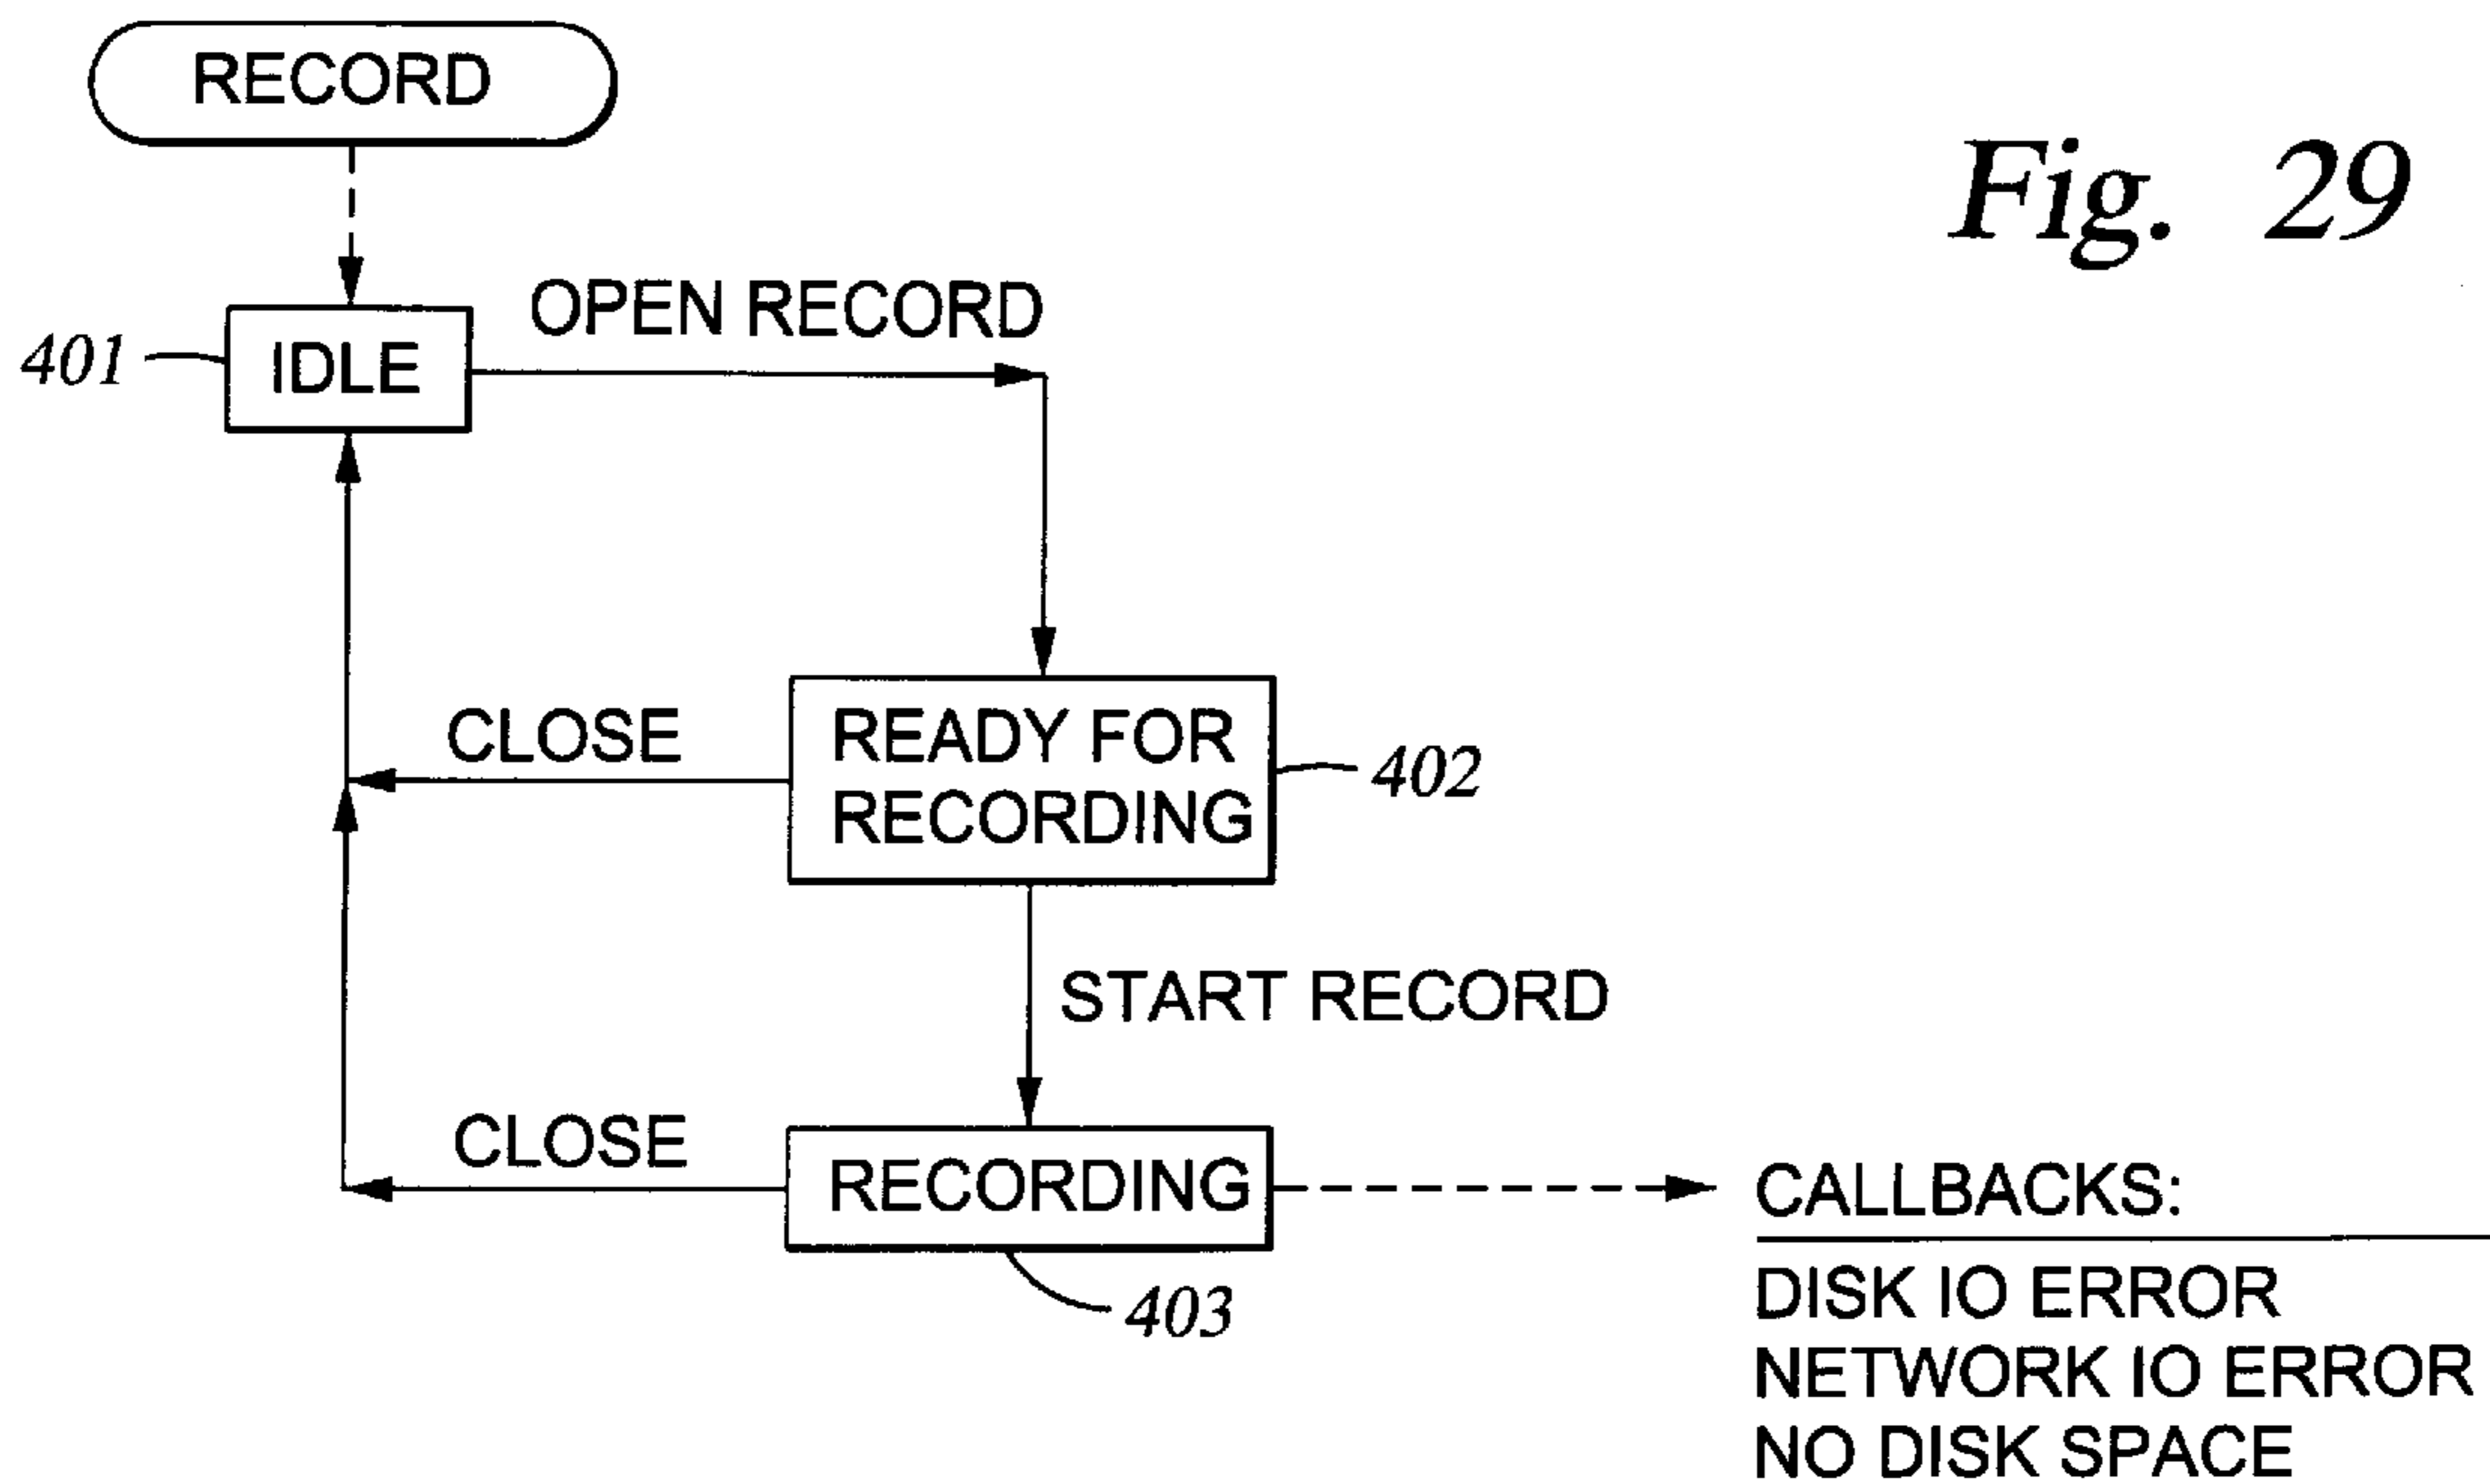 RECORD
Fig. 29
OPEN RECORD
401
IDLE
CLOSE
READY FOR
RECORDING
402
START RECORD
CLOSE
RECORDING
403
CALLBACKS:
DISK IO ERROR
NETWORK IO ERROR
NO DISK SPACE